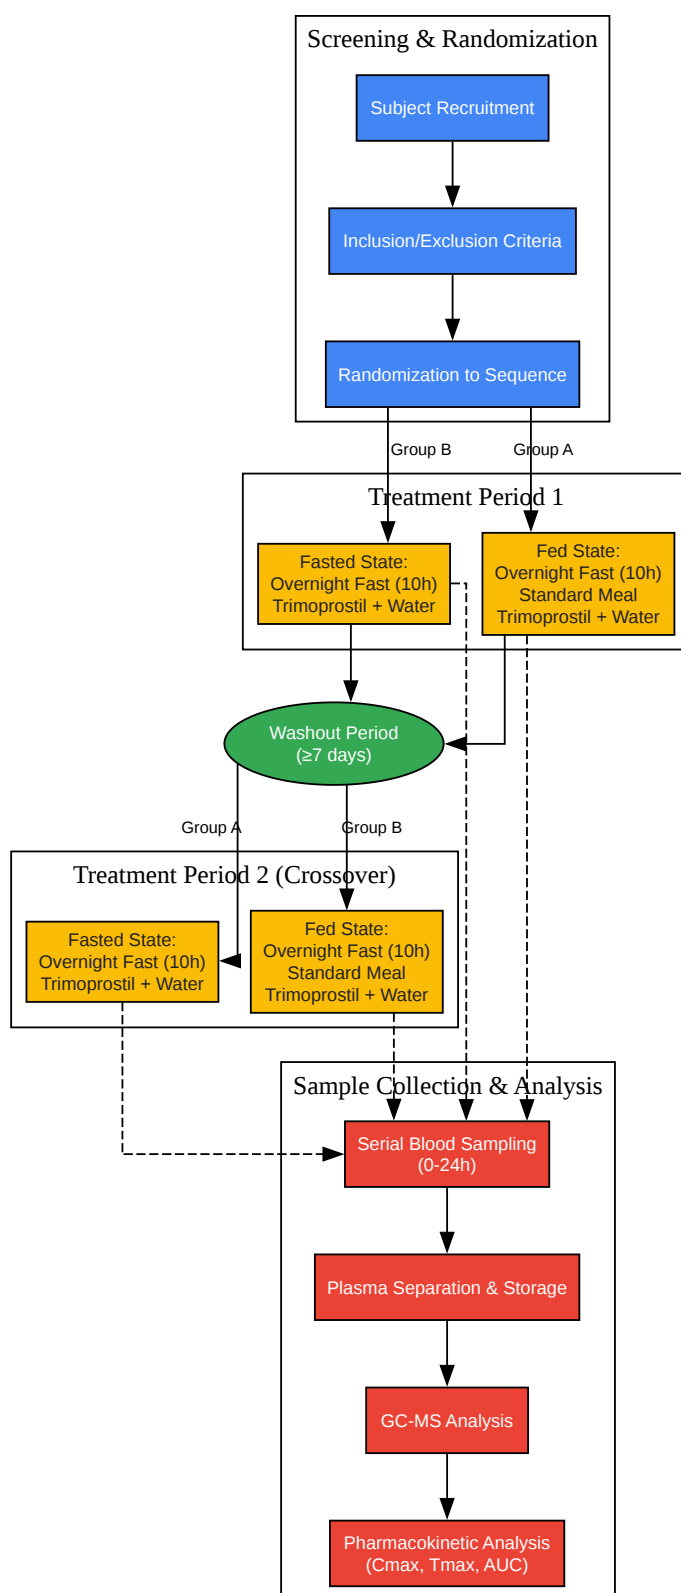 Screening & Randomization
Subject Recruitment
Inclusion/Exclusion Criteria
Randomization to Sequence
Group B
Group A
Treatment Period 1
Fasted State:
Overnight Fast (10h)
Trimoprostil + Water
Fed State:
Overnight Fast (10h)
Standard Meal
Trimoprostil + Water
Washout Period
(≥7 days)
Group A
Group B
Treatment Period 2 (Crossover)
Fasted State:
Overnight Fast (10h)
Trimoprostil + Water
Fed State:
Overnight Fast (10h)
Standard Meal
Trimoprostil + Water
Sample Collection & Analysis
Serial Blood Sampling
(0-24h)
Plasma Separation & Storage
GC-MS Analysis
Pharmacokinetic Analysis
(Cmax, Tmax, AUC)